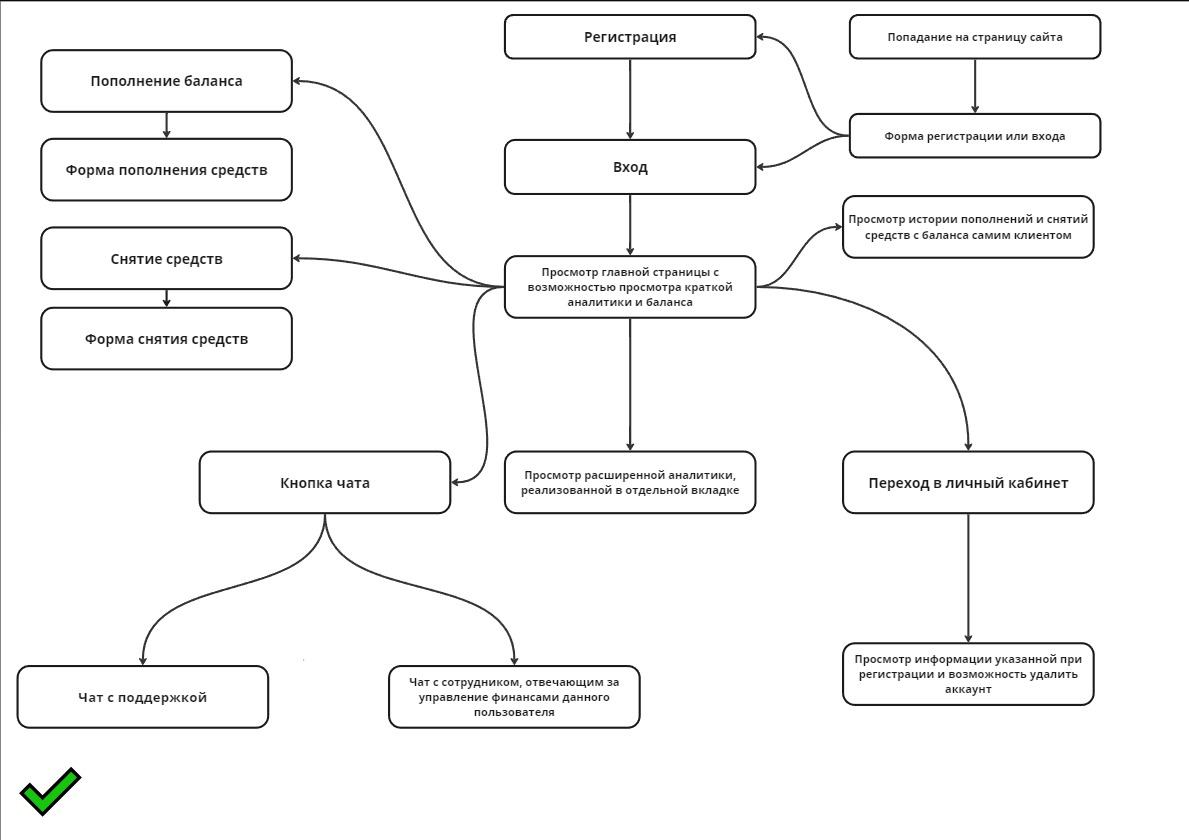 Регистрация
Попадание на страницу сайта
Пополнение баланса
Форма регистрации или входа
Форма пополнения средств
Вход
Просмотр истории пополнений и снятий
средств с баланса самим клиентом
Снятие средств
Просмотр главной страницы с
возможностью просмотра краткой
аналитики и баланса
Форма снятия средств
Кнопка чата
Просмотр расширенной аналитики,
реализованной в отдельной вкладке
Переход в личный кабинет
Чат с поддержкой
Чат с сотрудником, отвечающим за
управление финансами данного
пользователя
Просмотр информации указанной при
регистрации и возможность удалить
аккаунт